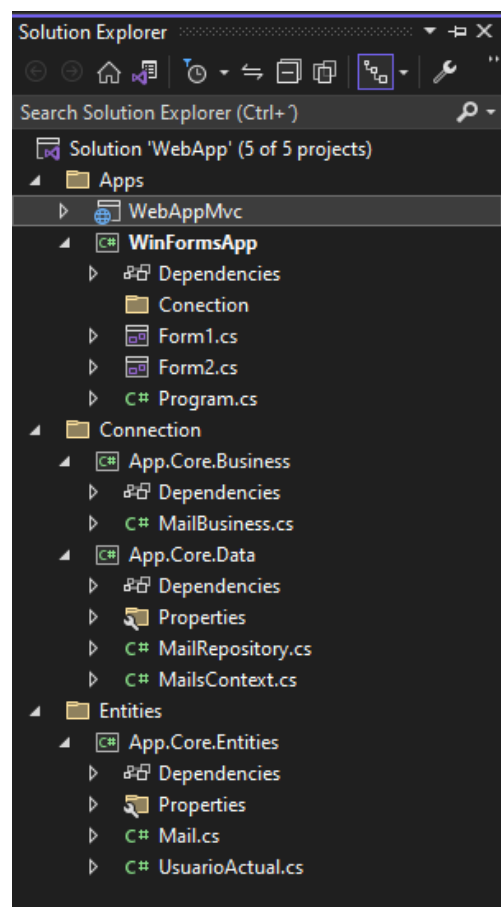 Solution Explorer
Search Solution Explorer (Ctrl+´)
Solution 'WebApp' (5 of 5 projects)
Apps
WebAppMvc
C# WinFormsApp
Dependencies
Conection
Form1.cs
Form2.cs
C# Program.cs
Connection
C# App.Core.Business
Dependencies
C# MailBusiness.cs
C# App.Core.Data
Dependencies
Properties
C# MailRepository.cs
C# MailsContext.cs
Entities
C# App.Core.Entities
Dependencies
Properties
C# Mail.cs
C# UsuarioActual.cs